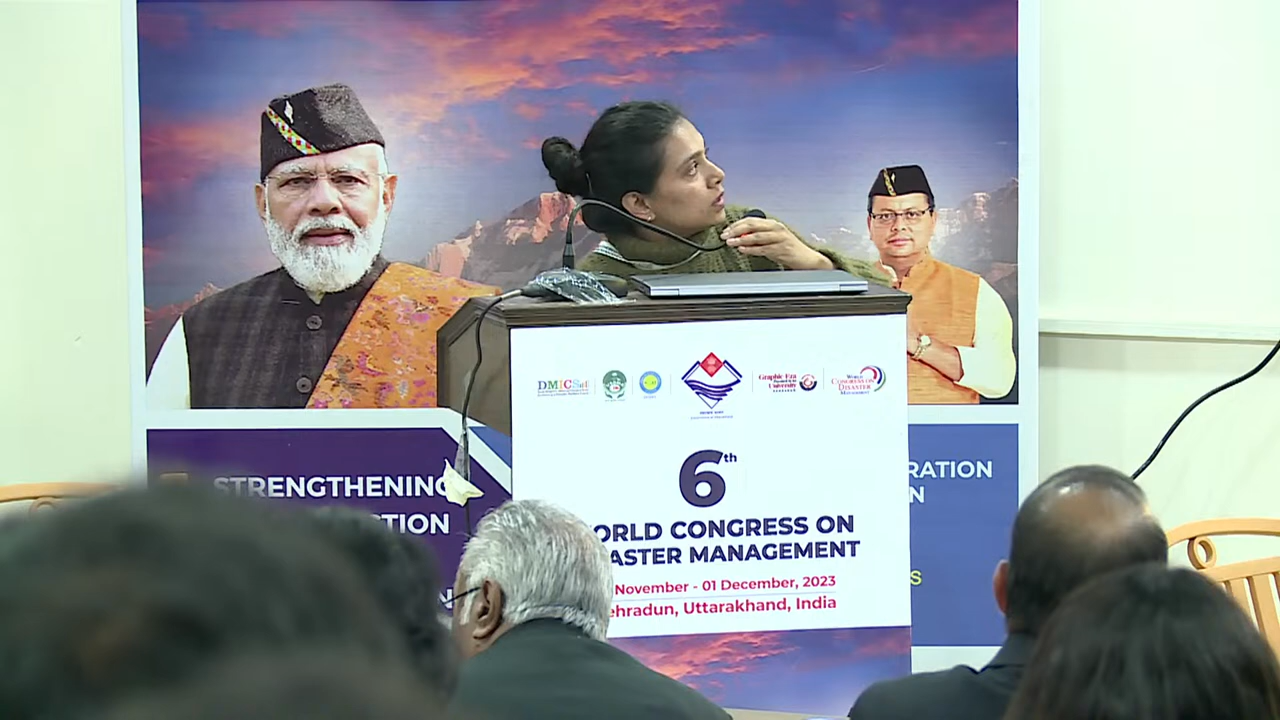 DMICS
Graphic Era
University
WORLD
CONGRESS ON
DISASTER
MANAGEMENT
6th
ORLD CONGRESS ON
ASTER MANAGEMENT
November - 01 December, 2023
ehradun, Uttarakhand, India
STRENGTHENING
TION
RATION
N